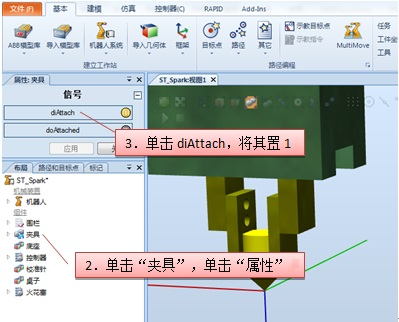 文件(F)
基本
建模
仿真
控制器(C)
RAPID
Add-Ins
ABB模型库
导入模型库
机器人系统
导入几何体
框架
目标点
路径
其它
示教目标点
示教指令
MultiMove
任务
工件坐
工具
建立工作站
路径编程
属性: 夹具
信号
diAttach
doAttached
应用
3. 单击 diAttach，将其置 1
ST_Spark:视图1
布局
路径和目标点
标记
ST_Spark*
机械装置
机器人
组件
围栏
夹具
底座
控制器
校准针
桌子
火花塞
2. 单击“夹具”，单击“属性”